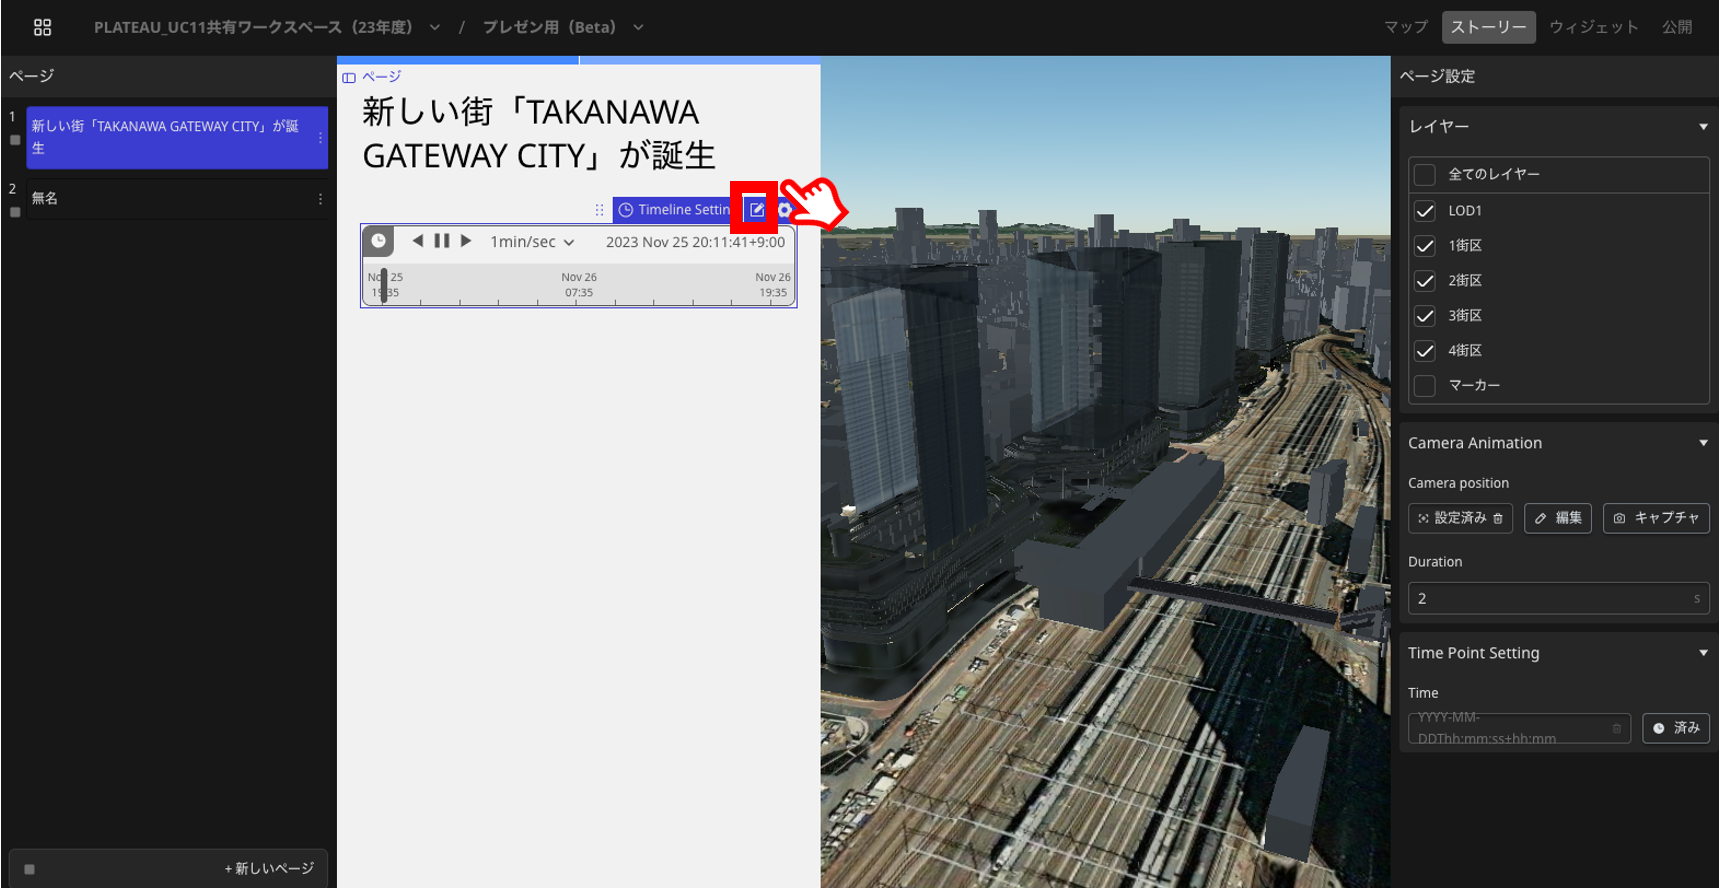 PLATEAU_UC11共有ワークスペース（23年度） / プレゼン用（Beta）
マップ ストーリー ウィジェット 公開
ページ
1
新しい街「TAKANAWA GATEWAY CITY」が誕
生
2
無名
+ 新しいページ
ページ
新しい街「TAKANAWA
GATEWAY CITY」が誕生
Timeline Settin
1min/sec 2023 Nov 25 20:11:41+9:00
Nov 25 Nov 26 Nov 26
19:35 07:35 19:35
ページ設定
レイヤー
全てのレイヤー
LOD1
1街区
2街区
3街区
4街区
マーカー
Camera Animation
Camera position
設定済み 編集 キャプチャ
Duration
2 s
Time Point Setting
Time
YYYY-MM-
DDThh:mm:ss±hh:mm
済み